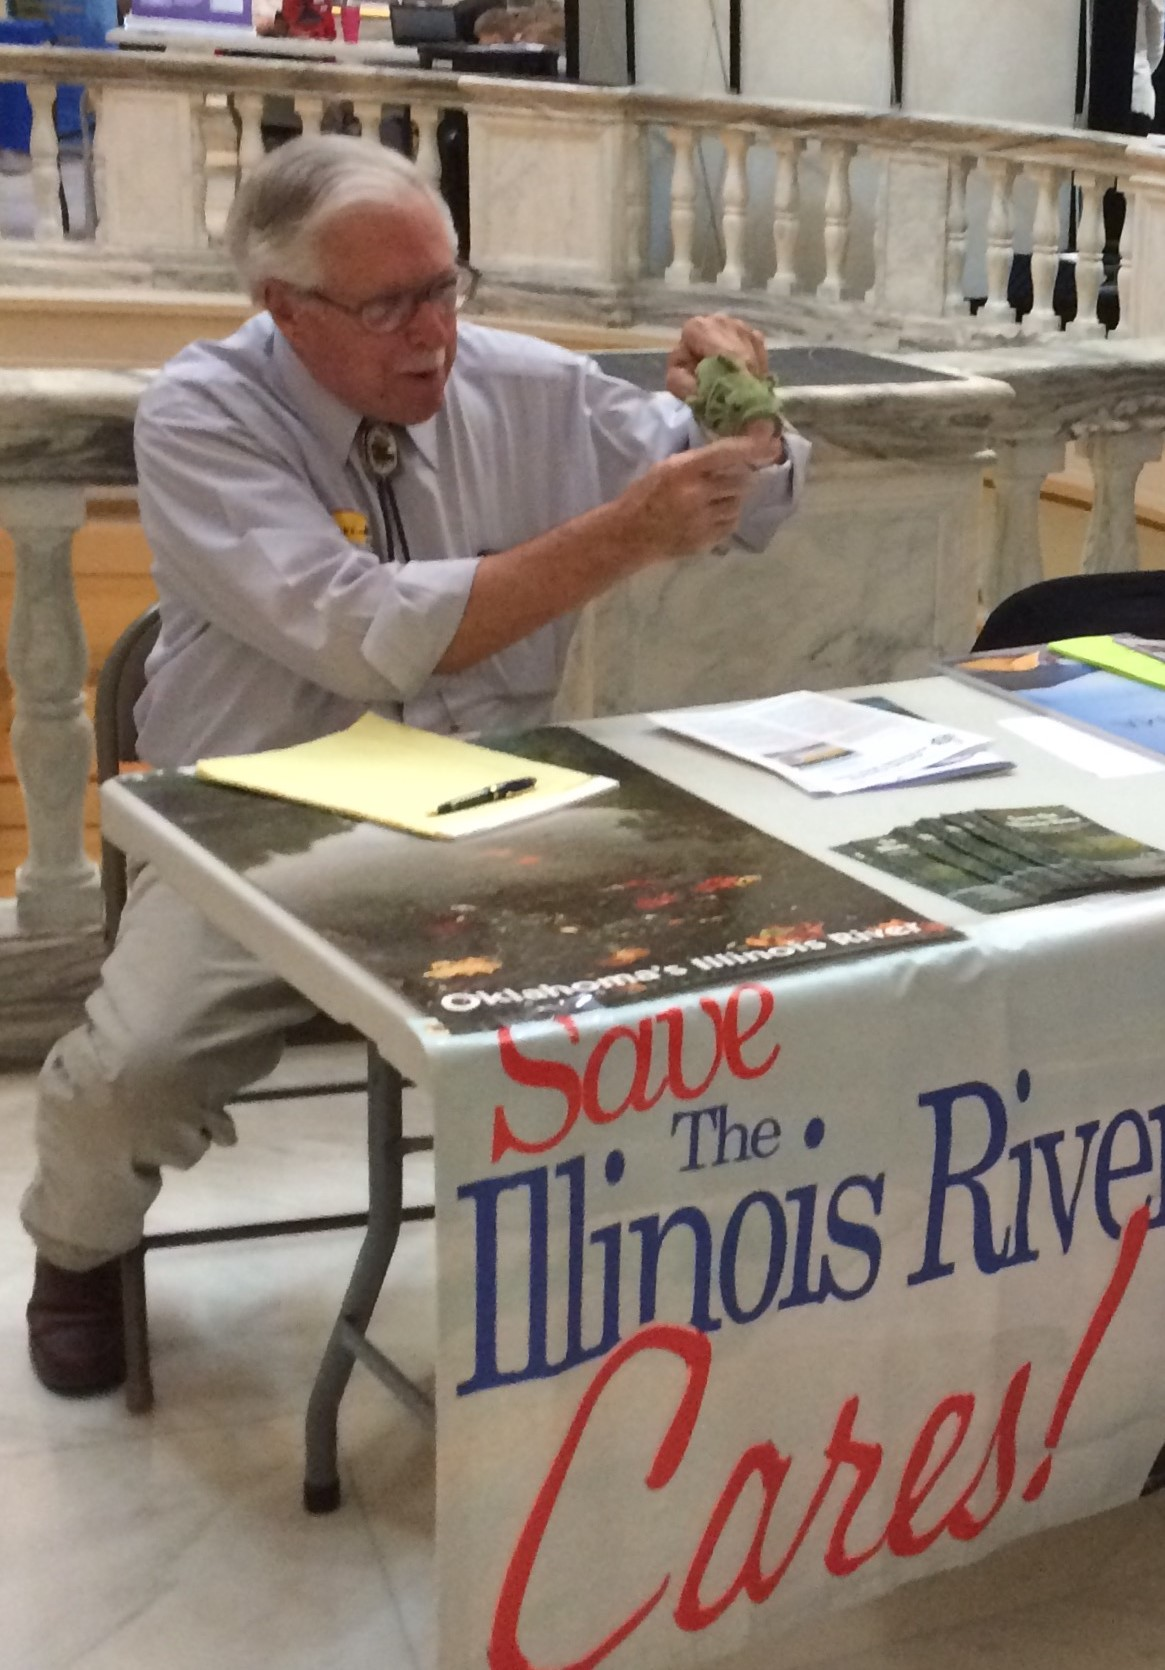 Oklahoma's Illinois River
Save
The
Illinois River
Cares!